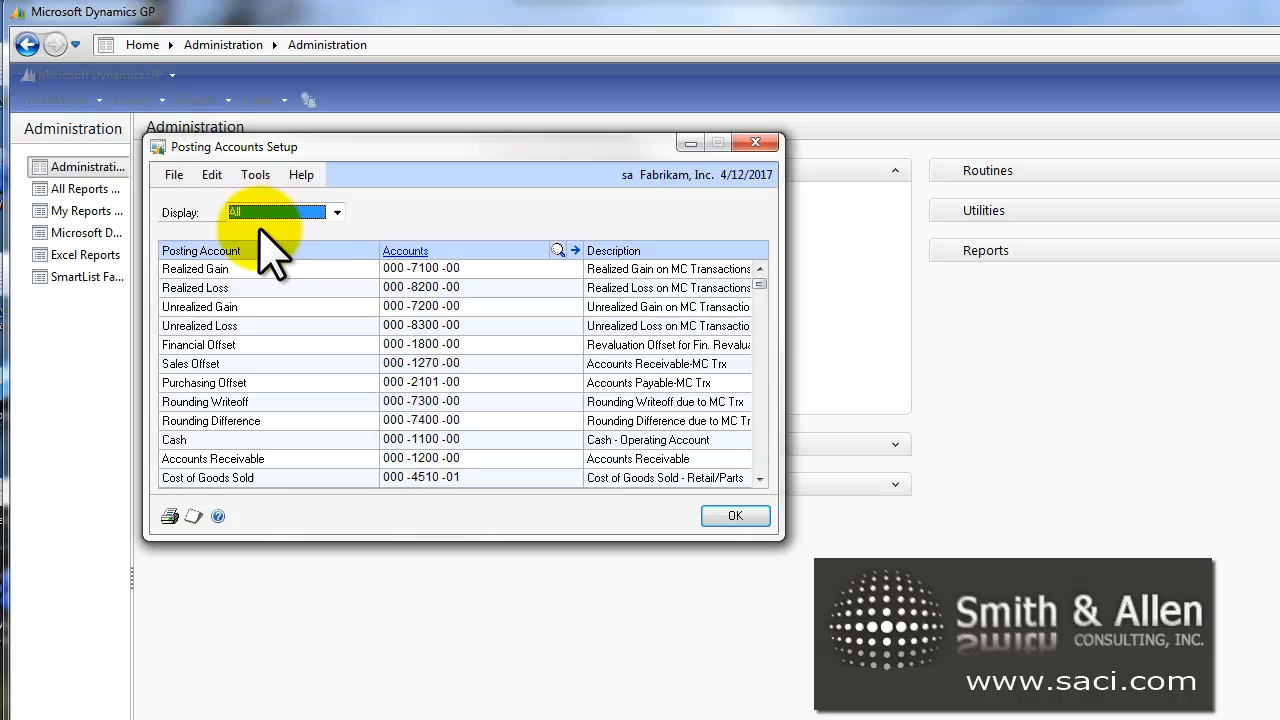 Microsoft Dynamics GP
Home Administration Administration
Microsoft Dynamics GP
Transactions Inquiry Reports Cards
Administration
Administrati...
All Reports ...
My Reports ...
Microsoft D...
Excel Reports
SmartList Fa...
Administration
Routines
Utilities
Reports
Posting Accounts Setup
File Edit Tools Help sa Fabrikam, Inc. 4/12/2017
Display: All
Posting Account Accounts Description
Realized Gain 000 -7100 -00 Realized Gain on MC Transactions
Realized Loss 000 -8200 -00 Realized Loss on MC Transactions
Unrealized Gain 000 -7200 -00 Unrealized Gain on MC Transactio
Unrealized Loss 000 -8300 -00 Unrealized Loss on MC Transactio
Financial Offset 000 -1800 -00 Revaluation Offset for Fin. Revalua
Sales Offset 000 -1270 -00 Accounts Receivable-MC Trx
Purchasing Offset 000 -2101 -00 Accounts Payable-MC Trx
Rounding Writeoff 000 -7300 -00 Rounding Writeoff due to MC Trx
Rounding Difference 000 -7400 -00 Rounding Difference due to MC Tr
Cash 000 -1100 -00 Cash - Operating Account
Accounts Receivable 000 -1200 -00 Accounts Receivable
Cost of Goods Sold 000 -4510 -01 Cost of Goods Sold - Retail/Parts
OK
Smith & Allen
CONSULTING, INC.
www.saci.com